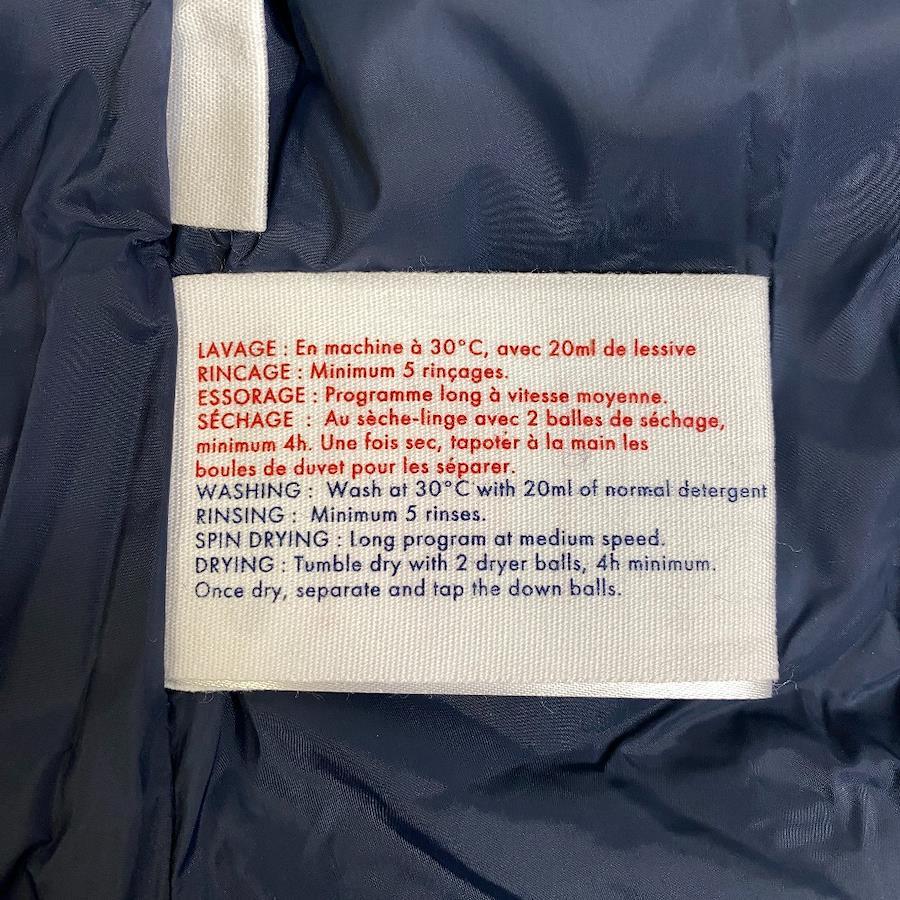 LAVAGE : En machine à 30°C, avec 20ml de lessive
RINCAGE : Minimum 5 rinçages.
ESSORAGE : Programme long à vitesse moyenne.
SÉCHAGE : Au sèche-linge avec 2 balles de séchage,
minimum 4h. Une fois sec, tapoter à la main les
boules de duvet pour les séparer.
WASHING : Wash at 30°C with 20ml of normal detergent
RINSING : Minimum 5 rinses.
SPIN DRYING : Long program at medium speed.
DRYING : Tumble dry with 2 dryer balls, 4h minimum.
Once dry, separate and tap the down balls.